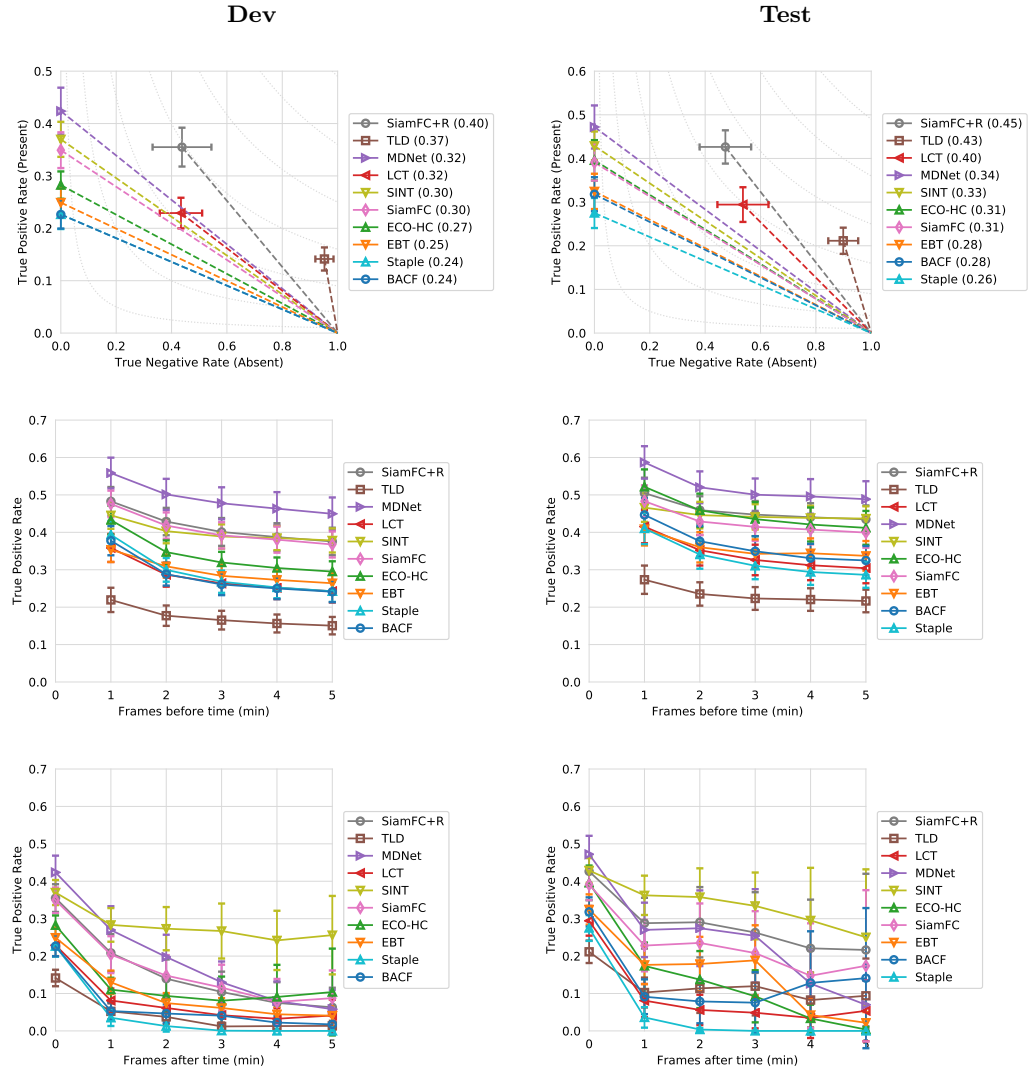 Dev
Test
0.5
0.4
0.3
0.2
0.1
0.0
True Positive Rate (Present)
0.0 0.2 0.4 0.6 0.8 1.0
True Negative Rate (Absent)
SiamFC+R (0.40)
TLD (0.37)
MDNet (0.32)
LCT (0.32)
SINT (0.30)
SiamFC (0.30)
ECO-HC (0.27)
EBT (0.25)
Staple (0.24)
BACF (0.24)
0.6
0.5
0.4
0.3
0.2
0.1
0.0
True Positive Rate (Present)
0.0 0.2 0.4 0.6 0.8 1.0
True Negative Rate (Absent)
SiamFC+R (0.45)
TLD (0.43)
LCT (0.40)
MDNet (0.34)
SINT (0.33)
ECO-HC (0.31)
SiamFC (0.31)
EBT (0.28)
BACF (0.28)
Staple (0.26)
0.7
0.6
0.5
0.4
0.3
0.2
0.1
0.0
True Positive Rate
0 1 2 3 4 5
Frames before time (min)
SiamFC+R
TLD
MDNet
LCT
SINT
SiamFC
ECO-HC
EBT
Staple
BACF
0.7
0.6
0.5
0.4
0.3
0.2
0.1
0.0
True Positive Rate
0 1 2 3 4 5
Frames before time (min)
SiamFC+R
TLD
LCT
MDNet
SINT
ECO-HC
SiamFC
EBT
BACF
Staple
0.7
0.6
0.5
0.4
0.3
0.2
0.1
0.0
True Positive Rate
0 1 2 3 4 5
Frames after time (min)
SiamFC+R
TLD
MDNet
LCT
SINT
SiamFC
ECO-HC
EBT
Staple
BACF
0.7
0.6
0.5
0.4
0.3
0.2
0.1
0.0
True Positive Rate
0 1 2 3 4 5
Frames after time (min)
SiamFC+R
TLD
LCT
MDNet
SINT
ECO-HC
SiamFC
EBT
BACF
Staple